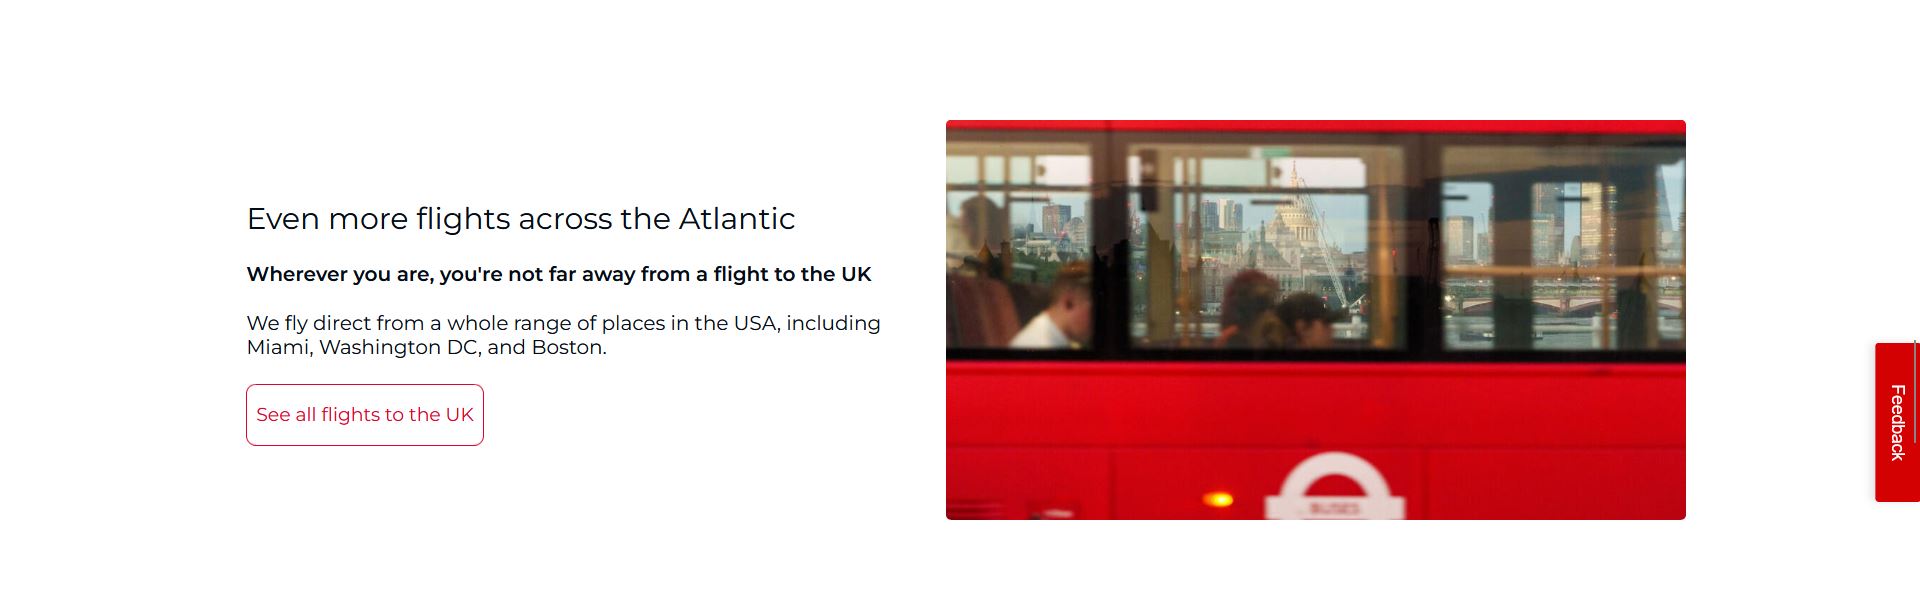 Even more flights across the Atlantic
Wherever you are, you're not far away from a flight to the UK
We fly direct from a whole range of places in the USA, including
Miami, Washington DC, and Boston.
See all flights to the UK
BUSES
Feedback